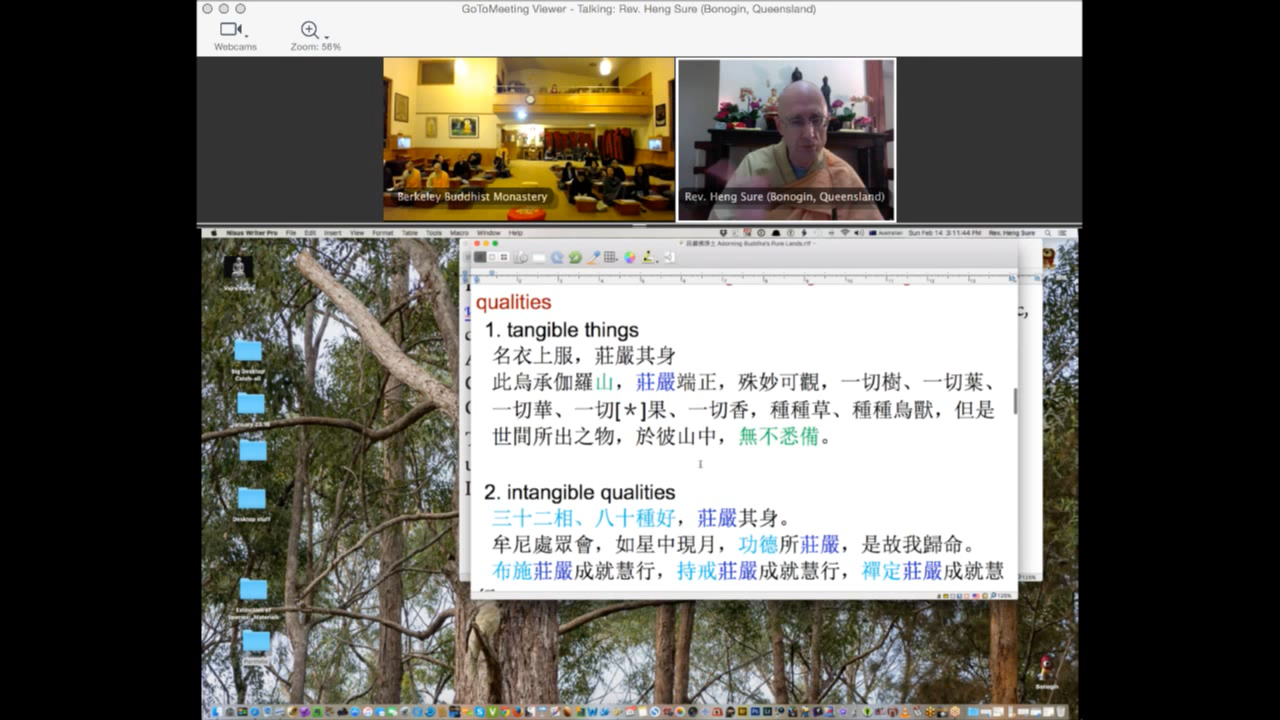 GoToMeeting Viewer - Talking: Rev. Heng Sure (Bonogin, Queensland)
Webcams
Zoom: 56%
Berkeley Buddhist Monastery
Rev. Heng Sure (Bonogin, Queensland)
Nisus Writer Pro File Edit Insert View Format Table Tools Macro Window Help
Australian Sun Feb 14 3:11:44 PM Rev. Heng Sure
莊嚴佛淨土 Adorning Buddha's Pure Lands.rtf
qualities
1. tangible things
名衣上服，莊嚴其身
此烏承伽羅山，莊嚴端正，殊妙可觀，一切樹、一切葉、
一切華、一切[＊]果、一切香，種種草、種種鳥獸，但是
世間所出之物，於彼山中，無不悉備。
2. intangible qualities
三十二相、八十種好，莊嚴其身。
牟尼處眾會，如星中現月，功德所莊嚴，是故我歸命。
布施莊嚴成就慧行，持戒莊嚴成就慧行，禪定莊嚴成就慧
Desktop stuff
Bonogin